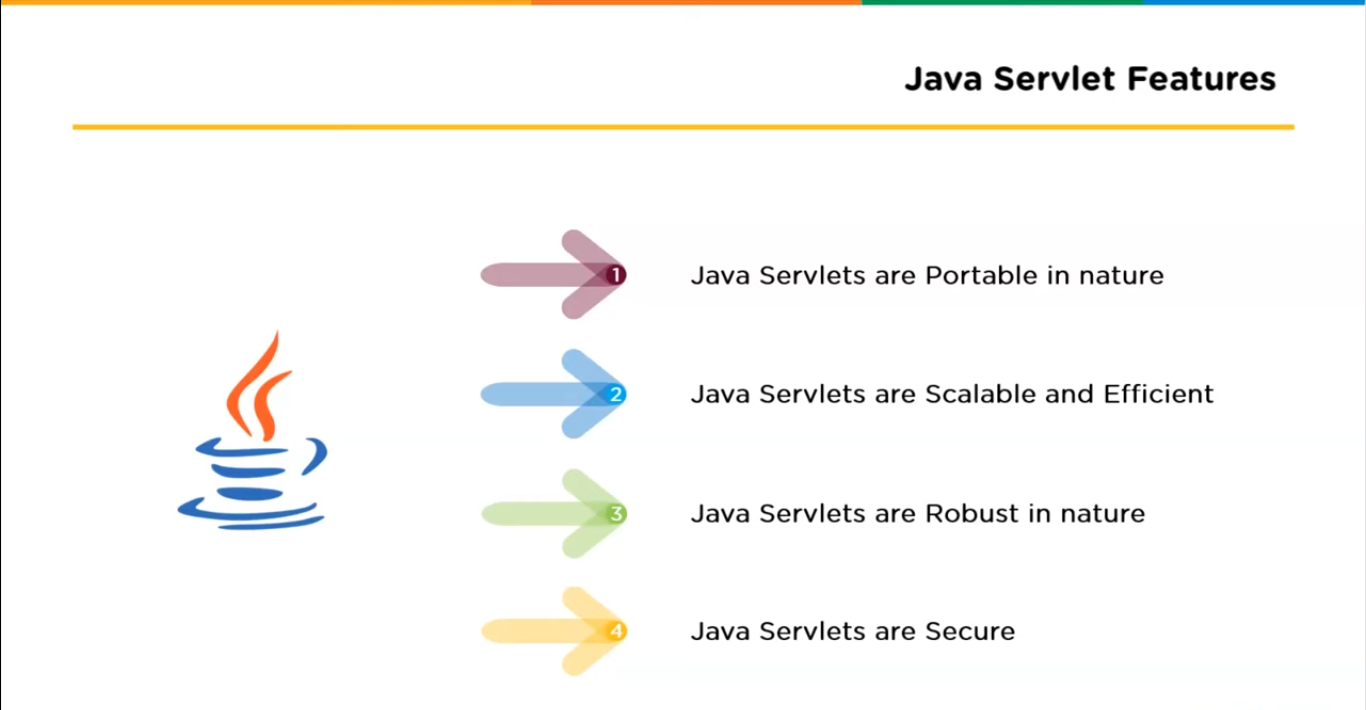 Java Servlet Features
1 Java Servlets are Portable in nature
2 Java Servlets are Scalable and Efficient
3 Java Servlets are Robust in nature
4 Java Servlets are Secure